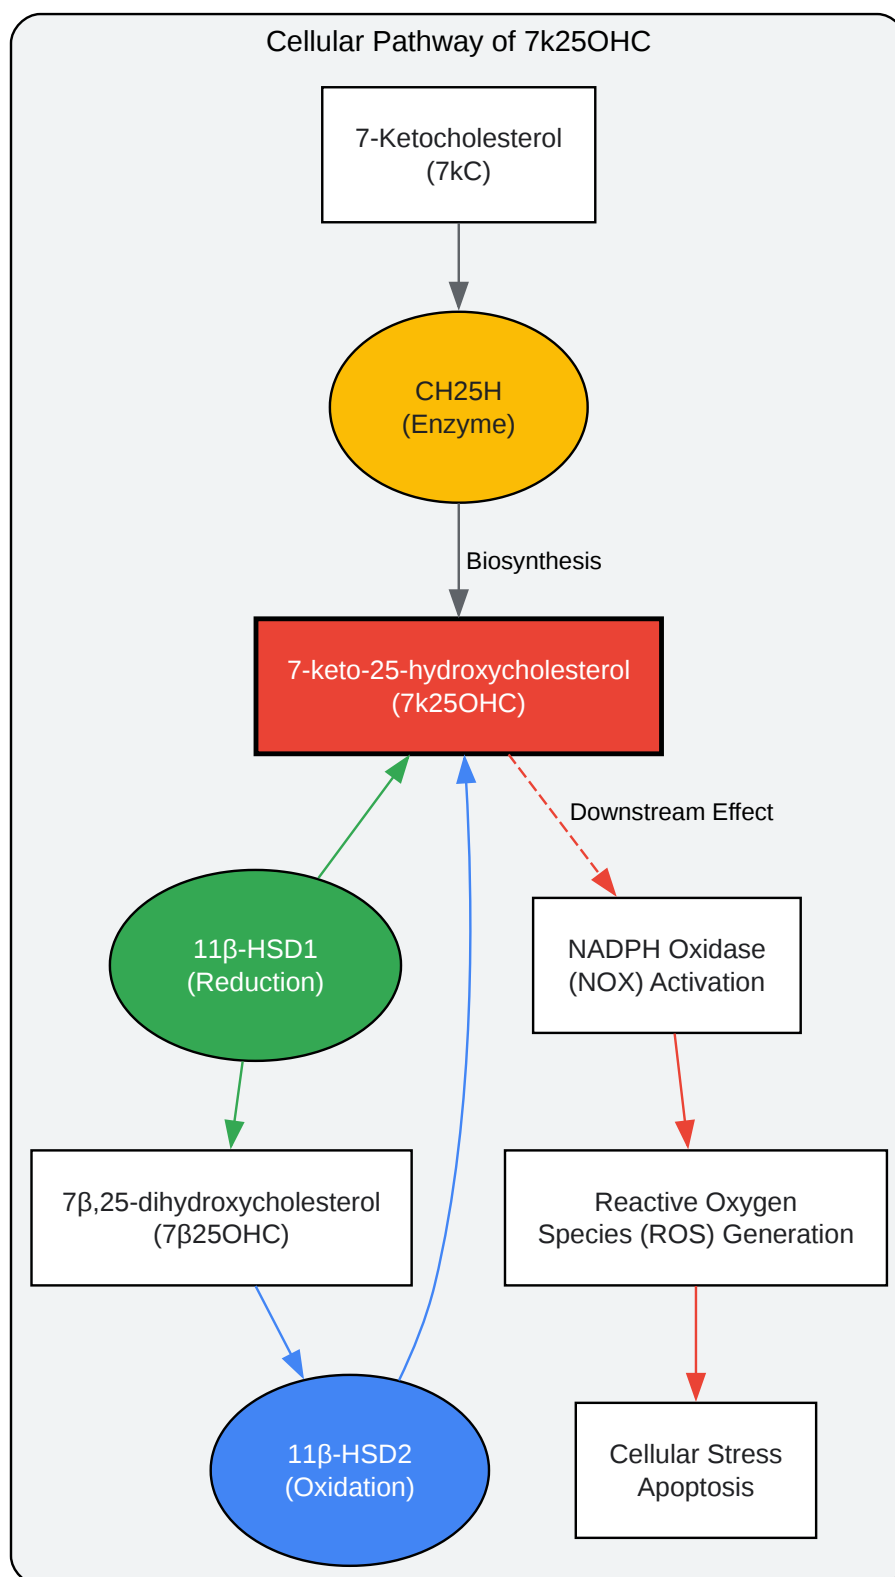 Cellular Pathway of 7k25OHC
7-Ketocholesterol
(7kC)
CH25H
(Enzyme)
Biosynthesis
7-keto-25-hydroxycholesterol
(7k25OHC)
Downstream Effect
11β-HSD1
(Reduction)
NADPH Oxidase
(NOX) Activation
7β,25-dihydroxycholesterol
(7β25OHC)
Reactive Oxygen
Species (ROS) Generation
11β-HSD2
(Oxidation)
Cellular Stress
Apoptosis